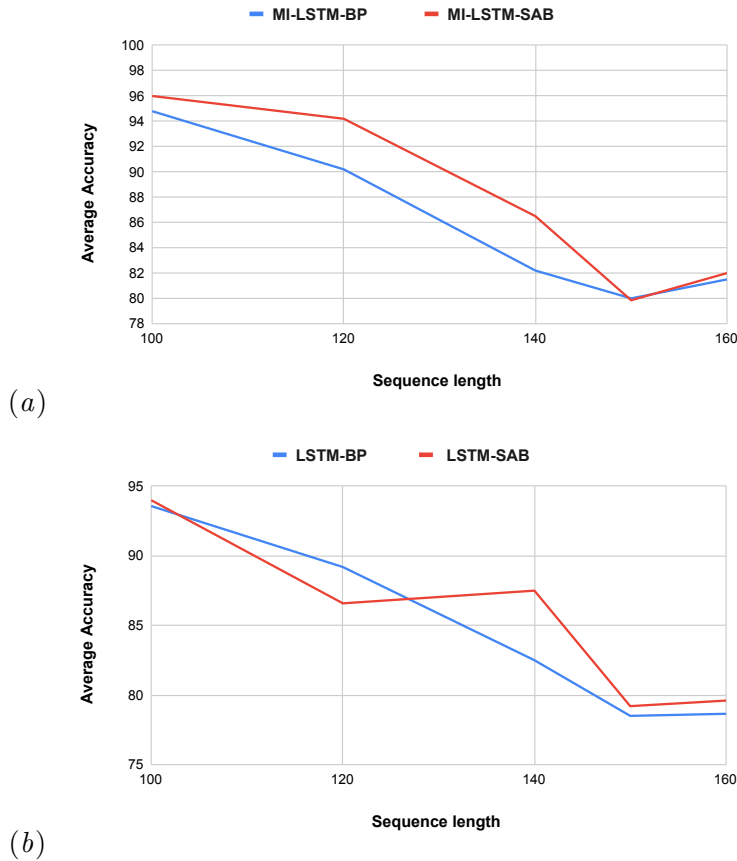 MI-LSTM-BP MI-LSTM-SAB
100
98
96
94
92
90
88
86
84
82
80
78
Average Accuracy
100 120 140 160
Sequence length
(a)
LSTM-BP LSTM-SAB
95
90
85
80
75
Average Accuracy
100 120 140 160
Sequence length
(b)